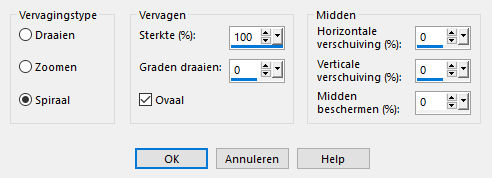 Vervagingstype
Draaien
Zoomen
Spiraal
Vervagen
Sterkte (%): 100
Graden draaien: 0
Ovaal
Midden
Horizontale
verschuiving (%): 0
Verticale
verschuiving (%): 0
Midden
beschermen (%): 0
OK
Annuleren
Help